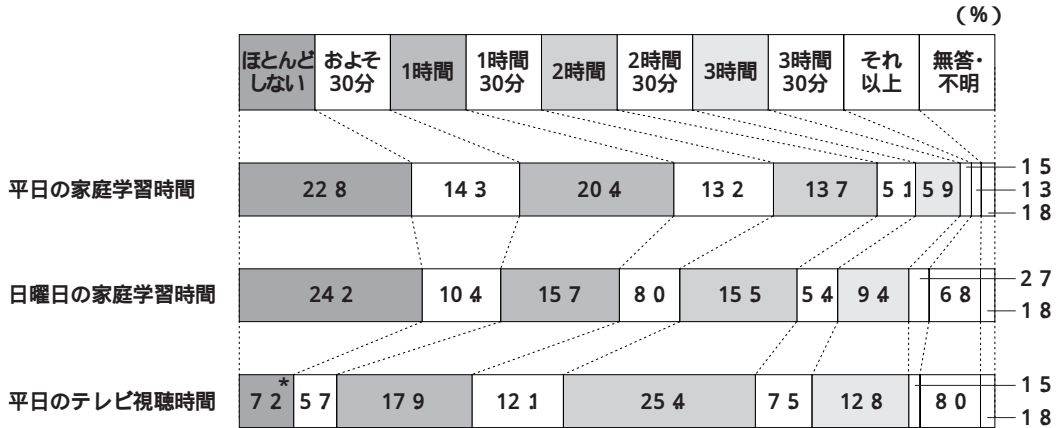 （%）
ほとんど
しない
およそ
30分
1時間
1時間
30分
2時間
2時間
30分
3時間
3時間
30分
それ
以上
無答・
不明
平日の家庭学習時間 22 8 14 3 20 4 13 2 13 7 5 1 5 9 1 5
1 3
1 8
日曜日の家庭学習時間 24 2 10 4 15 7 8 0 15 5 5 4 9 4 6 8 2 7
1 8
平日のテレビ視聴時間 7 2 * 5 7 17 9 12 1 25 4 7 5 12 8 8 0 1 5
1 8